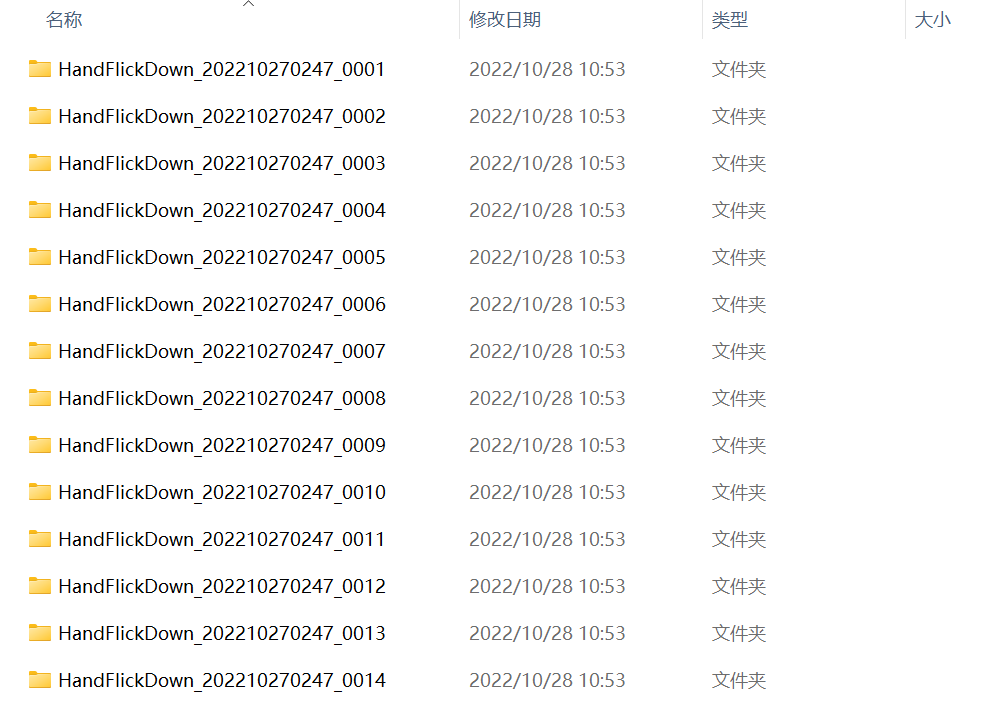 名称 修改日期 类型 大小
HandFlickDown_202210270247_0001 2022/10/28 10:53 文件夹
HandFlickDown_202210270247_0002 2022/10/28 10:53 文件夹
HandFlickDown_202210270247_0003 2022/10/28 10:53 文件夹
HandFlickDown_202210270247_0004 2022/10/28 10:53 文件夹
HandFlickDown_202210270247_0005 2022/10/28 10:53 文件夹
HandFlickDown_202210270247_0006 2022/10/28 10:53 文件夹
HandFlickDown_202210270247_0007 2022/10/28 10:53 文件夹
HandFlickDown_202210270247_0008 2022/10/28 10:53 文件夹
HandFlickDown_202210270247_0009 2022/10/28 10:53 文件夹
HandFlickDown_202210270247_0010 2022/10/28 10:53 文件夹
HandFlickDown_202210270247_0011 2022/10/28 10:53 文件夹
HandFlickDown_202210270247_0012 2022/10/28 10:53 文件夹
HandFlickDown_202210270247_0013 2022/10/28 10:53 文件夹
HandFlickDown_202210270247_0014 2022/10/28 10:53 文件夹